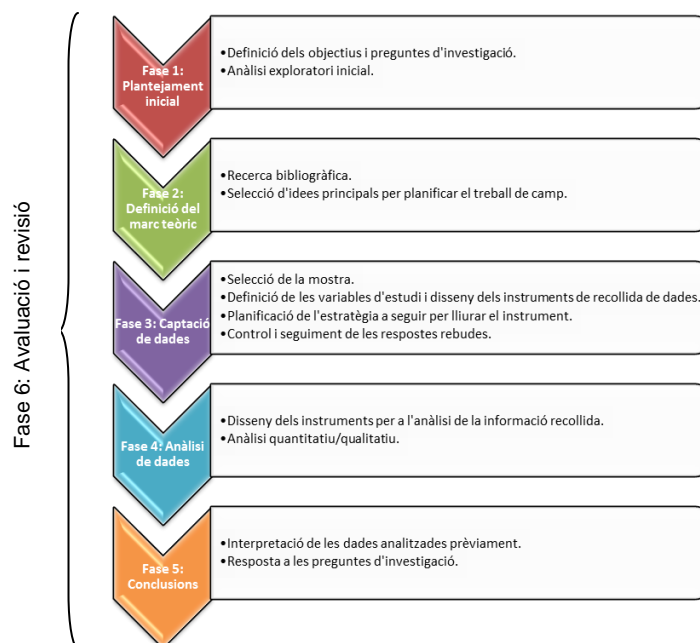 Fase 6: Avaluació i revisió
Fase 1:
Plantejament
inicial
•Definició dels objectius i preguntes d'investigació.
•Anàlisi exploratori inicial.
Fase 2:
Definició del
marc teòric
•Recerca bibliogràfica.
•Selecció d'idees principals per planificar el treball de camp.
Fase 3: Captació
de dades
•Selecció de la mostra.
•Definició de les variables d'estudi i disseny dels instruments de recollida de dades.
•Planificació de l'estratègia a seguir per lliurar el instrument.
•Control i seguiment de les respostes rebudes.
Fase 4: Anàlisi
de dades
•Disseny dels instruments per a l'anàlisi de la informació recollida.
•Anàlisi quantitatiu/qualitatiu.
Fase 5:
Conclusions
•Interpretació de les dades analitzades prèviament.
•Resposta a les preguntes d'investigació.